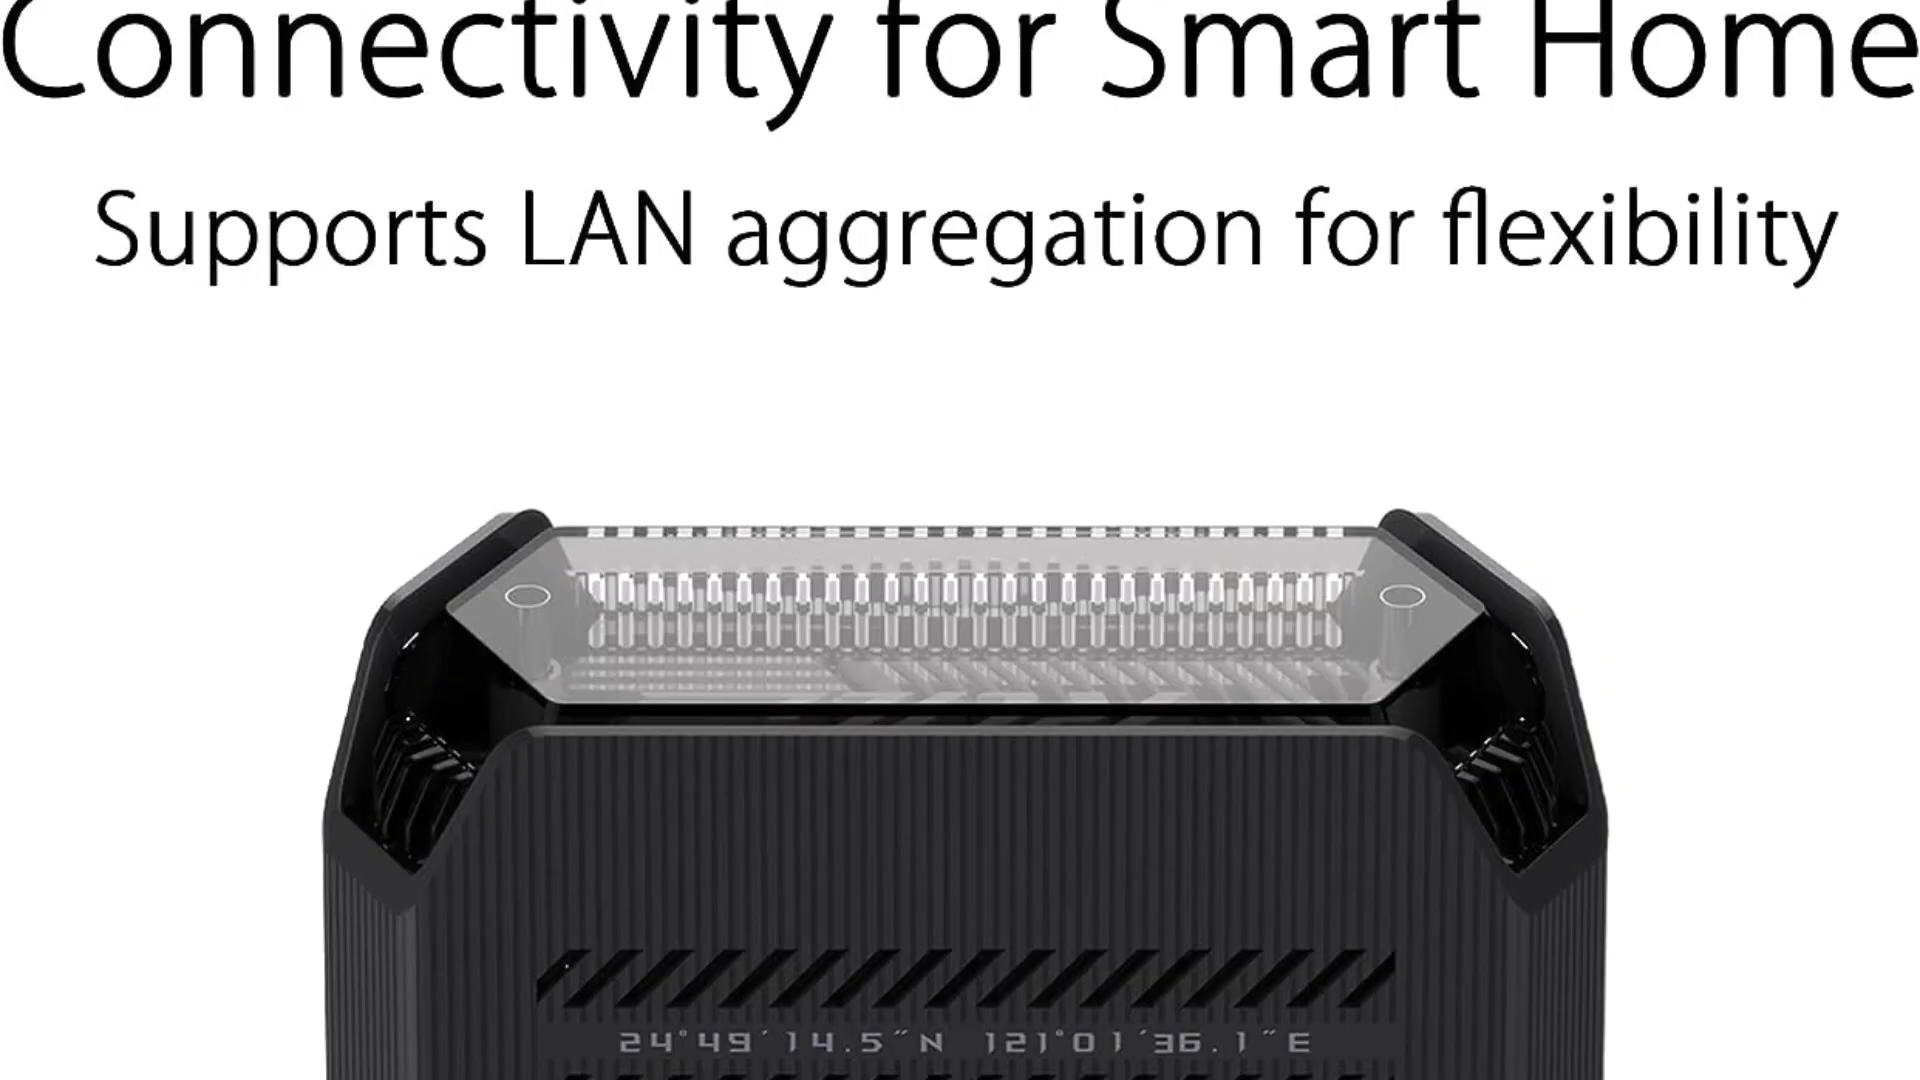 Connectivity for Smart Home
Supports LAN aggregation for flexibility
24°49´14.5˝N 121°01´36.1˝E